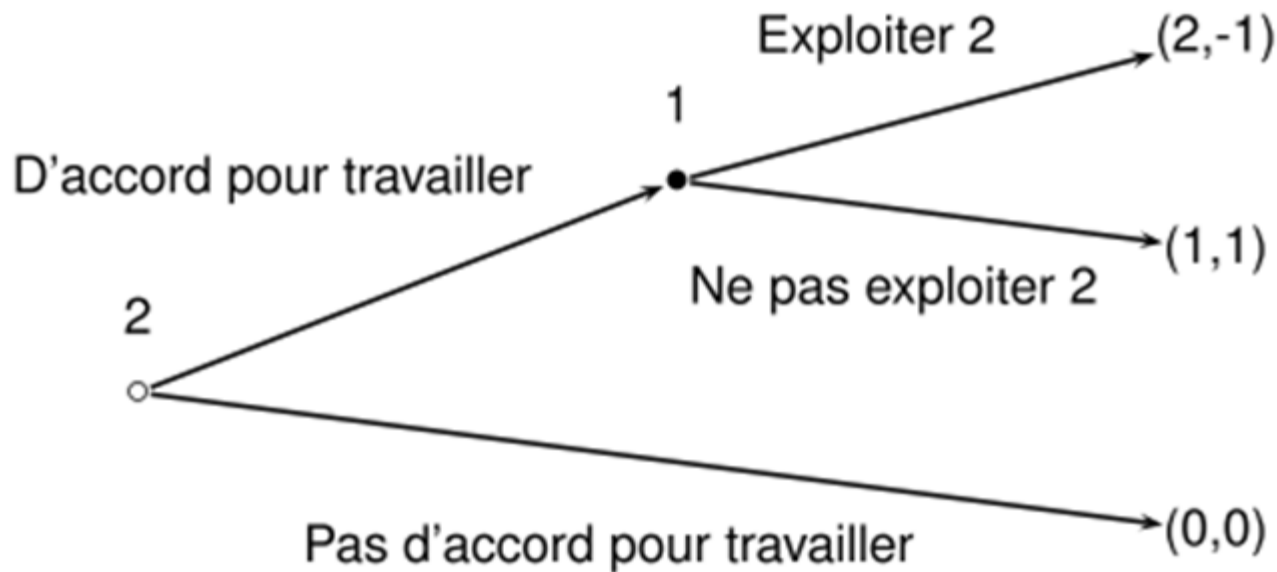 Exploiter 2
(2,-1)
1
D'accord pour travailler
(1,1)
Ne pas exploiter 2
2
(0,0)
Pas d'accord pour travailler